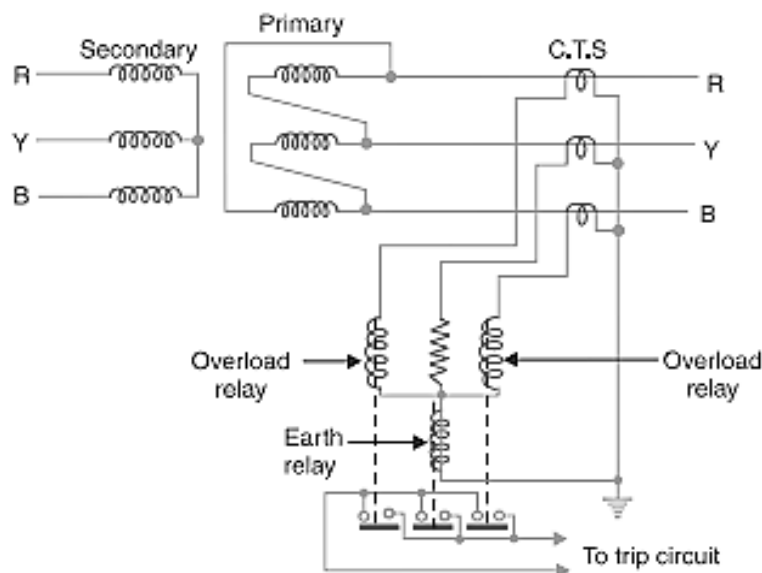 Secondary
Primary
C.T.S
R
R
Y
Y
B
B
Overload
relay
Overload
relay
Earth
relay
To trip circuit